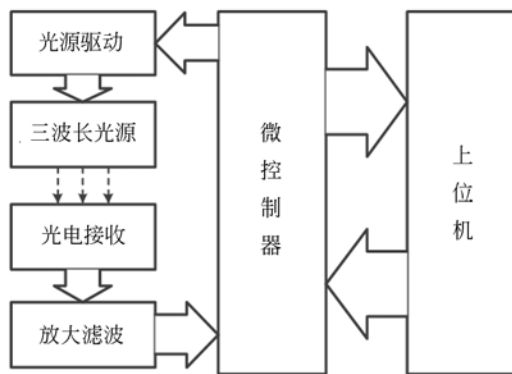 光源驱动
三波长光源
光电接收
放大滤波
微控制器
上位机